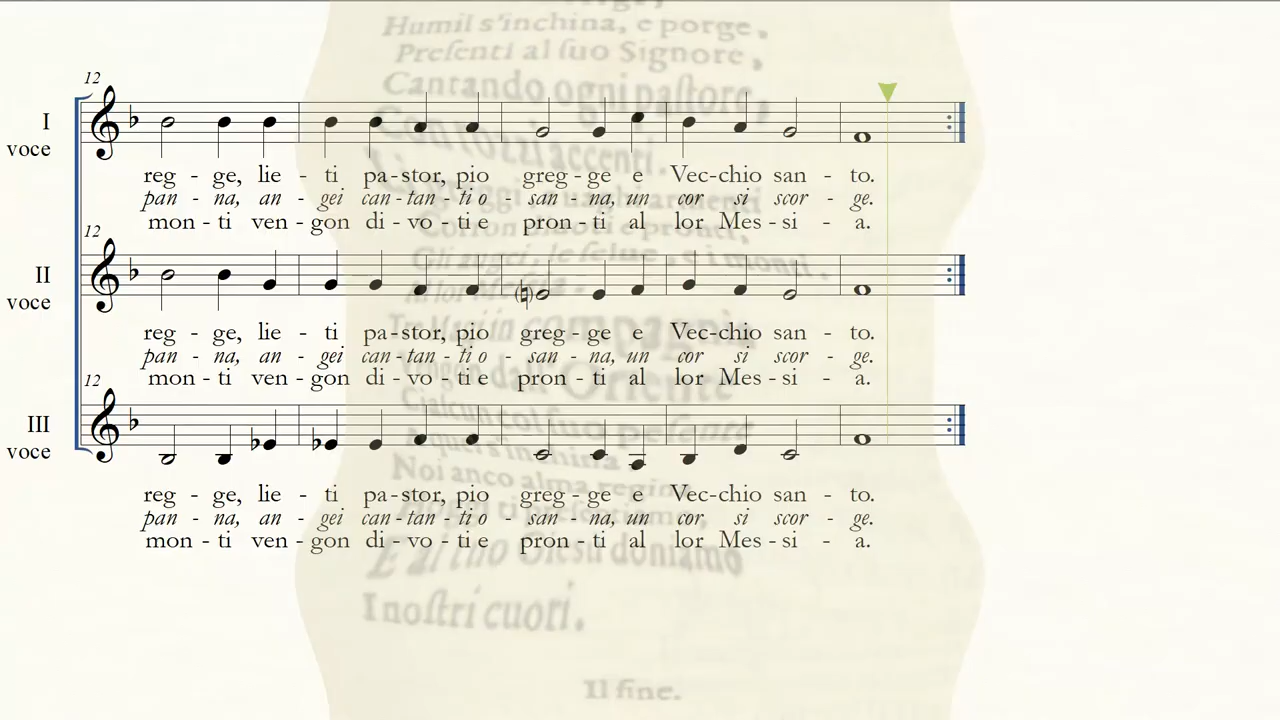 Humil s'inchina, e porge,
Preſenti al ſuo Signore,
Cantando ogni paſtore,
12
I
voce
reg - ge, lie - ti pa-stor, pio greg-ge e Vec-chio san - to.
pan - na, an - gei can-tan-ti o - san-na, un cor si scor - ge.
mon-ti ven-gon di-vo-ti e pron-ti al lor Mes-si - a.
12
II
voce
reg - ge, lie - ti pa-stor, pio greg-ge e Vec-chio san - to.
pan - na, an - gei can-tan-ti o - san - na, un cor si scor - ge.
mon - ti ven-gon di - vo - ti e pron-ti al lor Mes-si - a.
12
III
voce
reg - ge, lie - ti pa-stor, pio greg-ge e Vec-chio san - to.
pan - na, an - gei can-tan-ti o - san - na, un cor si scor - ge.
mon - ti ven-gon di - vo - ti e pron - ti al lor Mes-si - a.
I noſtri cuori.
Il fine.